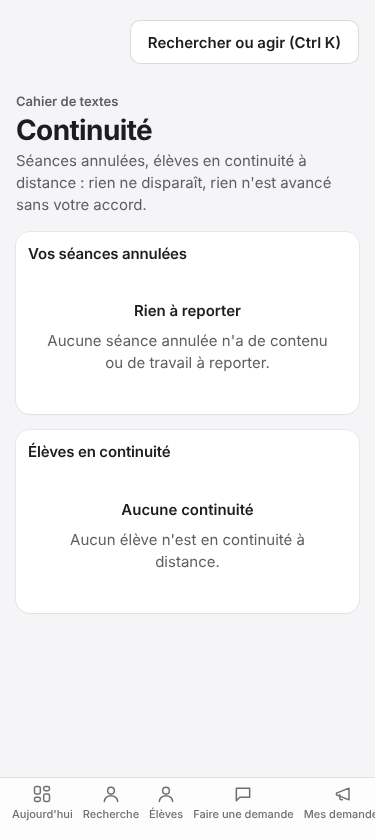 Rechercher ou agir (Ctrl K)
Cahier de textes
Continuité
Séances annulées, élèves en continuité à
distance : rien ne disparaît, rien n'est avancé
sans votre accord.
Vos séances annulées
Rien à reporter
Aucune séance annulée n'a de contenu
ou de travail à reporter.
Élèves en continuité
Aucune continuité
Aucun élève n'est en continuité à
distance.
Aujourd'hui Recherche Élèves Faire une demande Mes demande